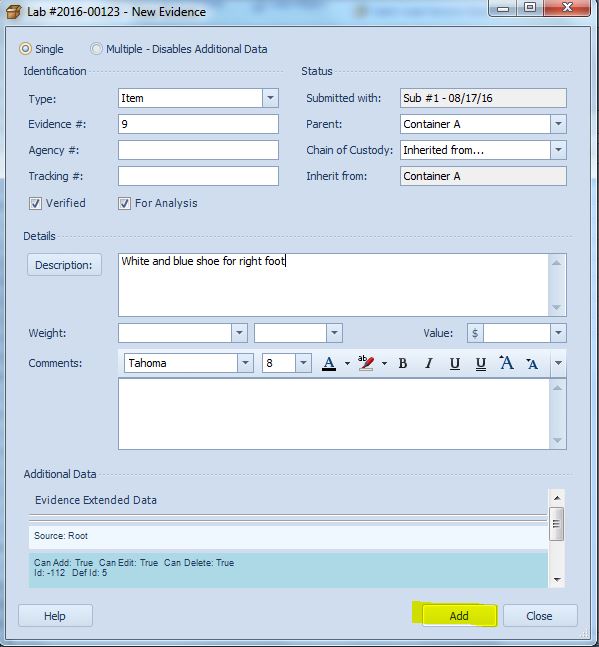 Lab #2016-00123 - New Evidence
Single Multiple - Disables Additional Data
Identification Status
Type: Item Submitted with: Sub #1 - 08/17/16
Evidence #: 9 Parent: Container A
Agency #: Chain of Custody: Inherited from...
Tracking #: Inherit from: Container A
Verified For Analysis
Details
Description: White and blue shoe for right foot
Weight: Value: $
Comments: Tahoma 8 A ab B I U U A A
Additional Data
Evidence Extended Data
Source: Root
Can Add: True Can Edit: True Can Delete: True
Id: -112 Def Id: 5
Help Add Close